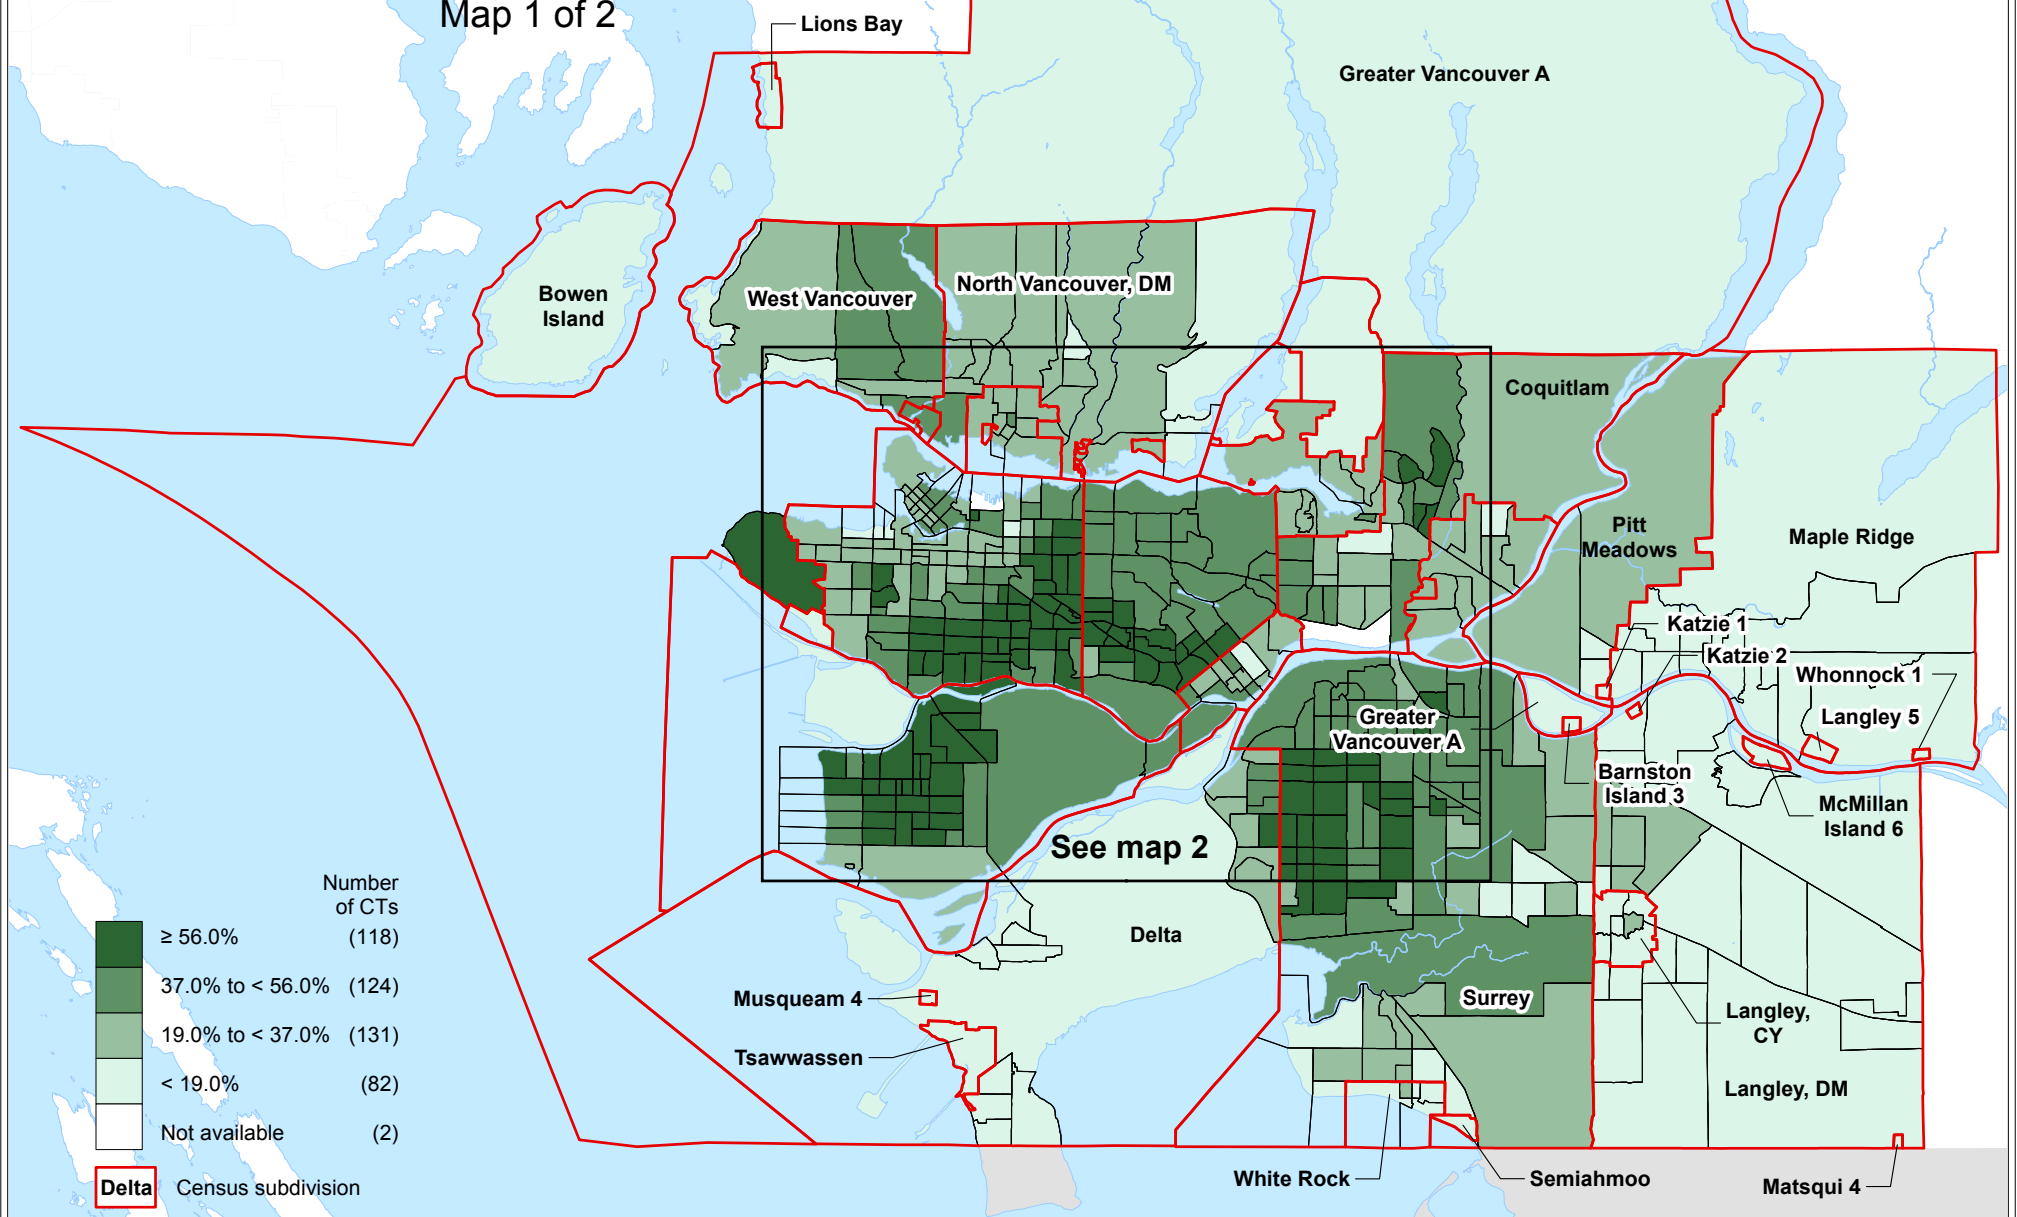 Map 1 of 2
Lions Bay
Greater Vancouver A
Bowen
Island
West Vancouver
North Vancouver, DM
Coquitlam
Pitt
Meadows
Maple Ridge
Katzie 1
Katzie 2
Whonnock 1
Langley 5
Greater
Vancouver A
Barnston
Island 3
McMillan
Island 6
See map 2
Delta
Musqueam 4
Tsawwassen
Surrey
Langley,
CY
Langley, DM
White Rock
Semiahmoo
Matsqui 4
Number
of CTs
≥ 56.0% (118)
37.0% to < 56.0% (124)
19.0% to < 37.0% (131)
< 19.0% (82)
Not available (2)
Delta Census subdivision